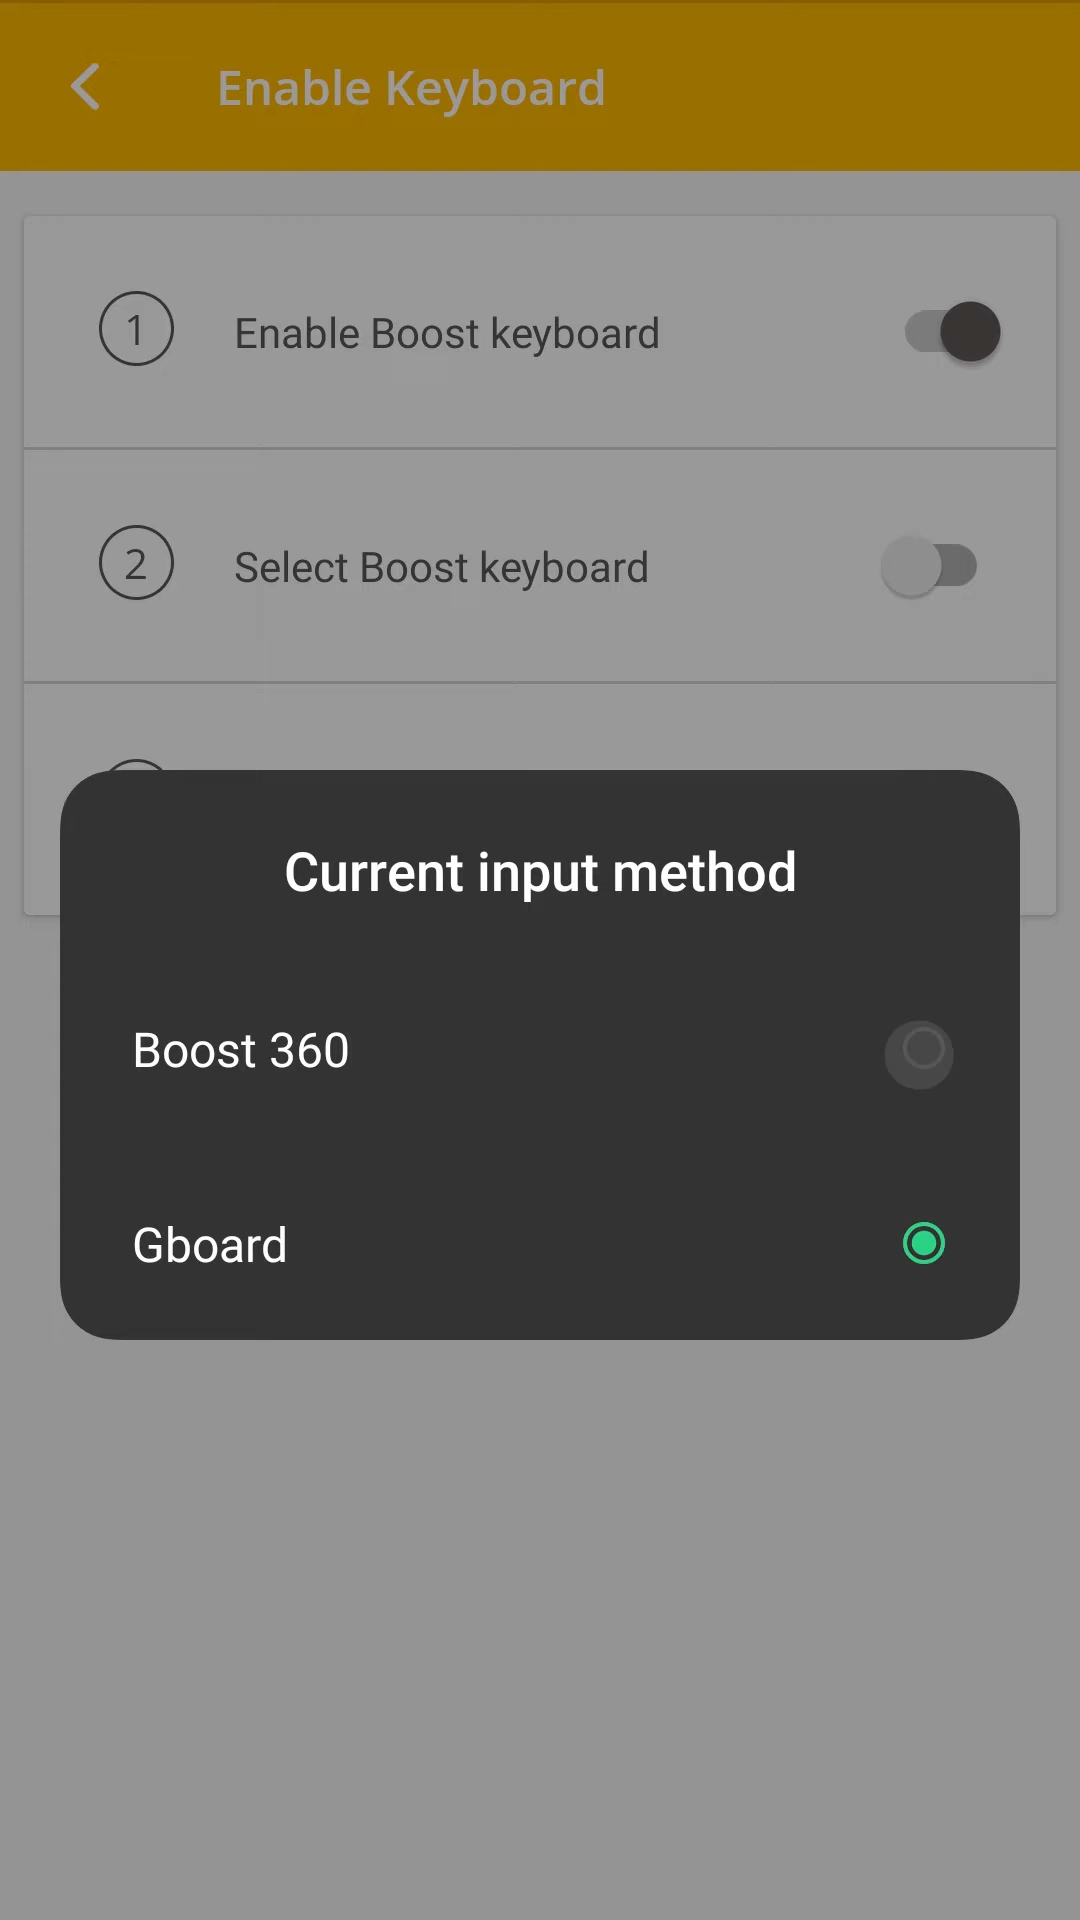 Enable Keyboard
1 Enable Boost keyboard
2 Select Boost keyboard
Current input method
Boost 360
Gboard